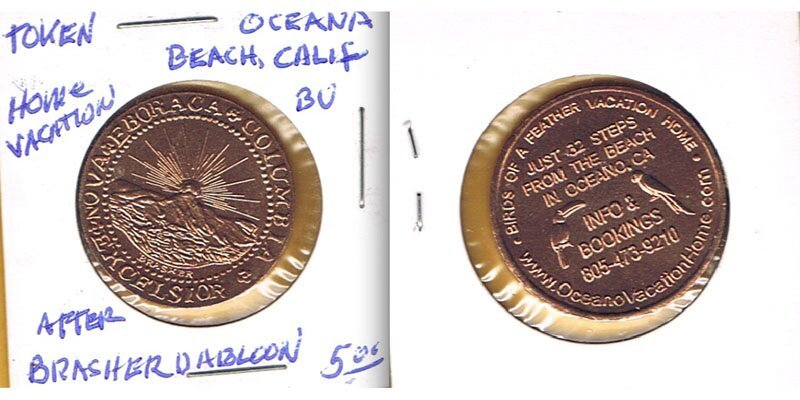 TOKEN — OCEANA
BEACH, CALIF
BU
HOME
VACATION
NOVA ✤ EBORACA ✤ COLUMBIA ✤ EXCELSIOR ✤
BRASHER
AFTER
BRASHER DABLOON
5.00
• BIRDS OF A FEATHER VACATION HOME •
JUST 32 STEPS
FROM THE BEACH
IN OCEANO, CA
INFO &
BOOKINGS
805-473-9210
www.OceanoVacationHome.com